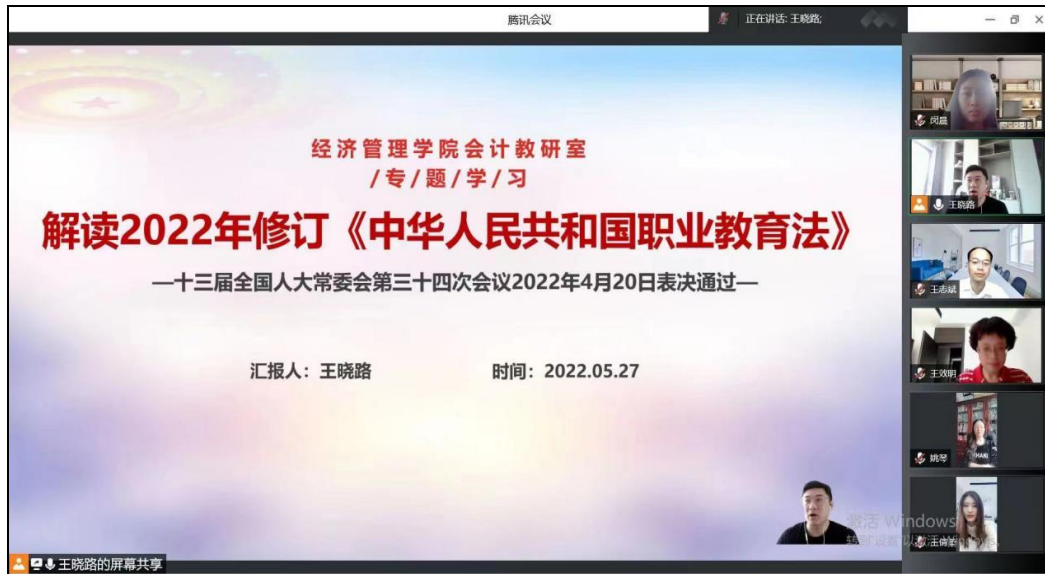 腾讯会议
正在讲话: 王晓路;
经济管理学院会计教研室
/专/题/学/习
解读2022年修订《中华人民共和国职业教育法》
—十三届全国人大常委会第三十四次会议2022年4月20日表决通过—
汇报人：王晓路
时间：2022.05.27
王晓路的屏幕共享
闵晨
王晓路
王志斌
王效明
姚琴
激活 Windows